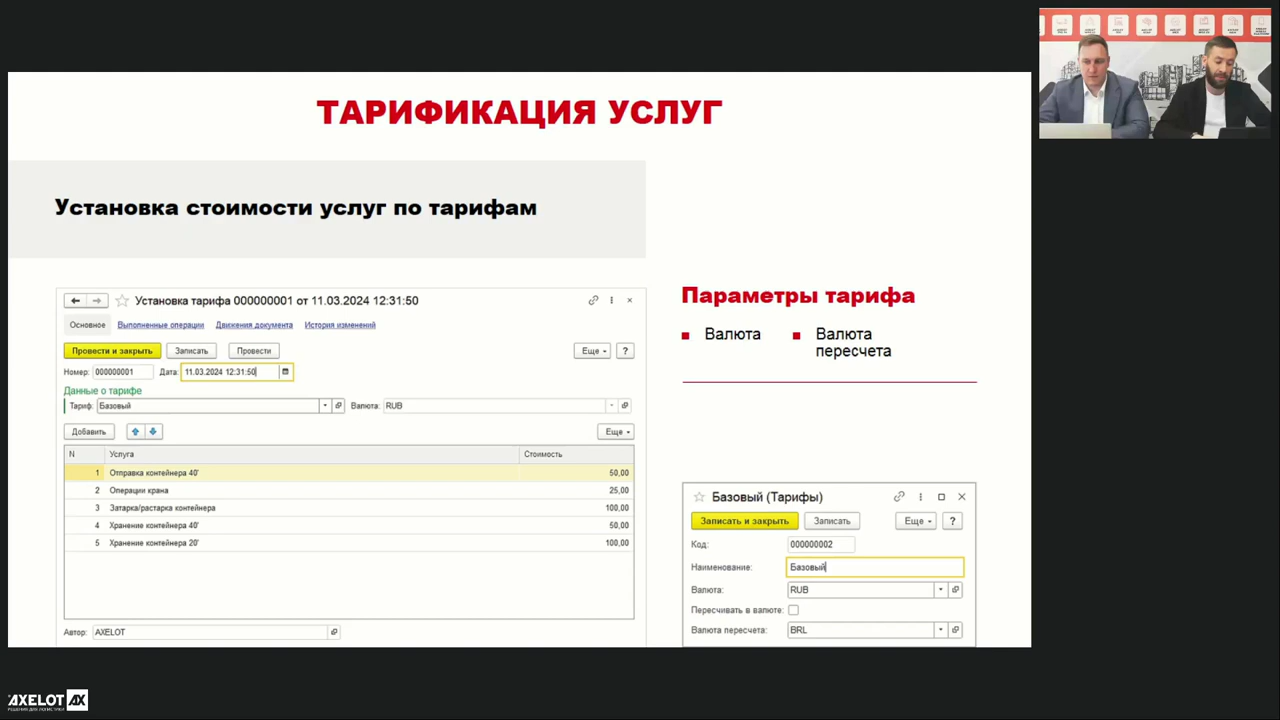 ТАРИФИКАЦИЯ УСЛУГ
Установка стоимости услуг по тарифам
Установка тарифа 000000001 от 11.03.2024 12:31:50
Основное Выполненные операции Движения документа История изменений
Провести и закрыть Записать Провести Еще ?
Номер: 000000001 Дата: 11.03.2024 12:31:50
Данные о тарифе
Тариф: Базовый Валюта: RUB
Добавить Еще
N Услуга Стоимость
1 Отправка контейнера 40' 50,00
2 Операции крана 25,00
3 Затарка/растарка контейнера 100,00
4 Хранение контейнера 40' 50,00
5 Хранение контейнера 20' 100,00
Автор: AXELOT
Параметры тарифа
Валюта
Валюта
пересчета
Базовый (Тарифы)
Записать и закрыть Записать Еще ?
Код: 000000002
Наименование: Базовый
Валюта: RUB
Пересчивать в валюте:
Валюта пересчета: BRL
AXELOT AX
РЕШЕНИЯ ДЛЯ ЛОГИСТИКИ